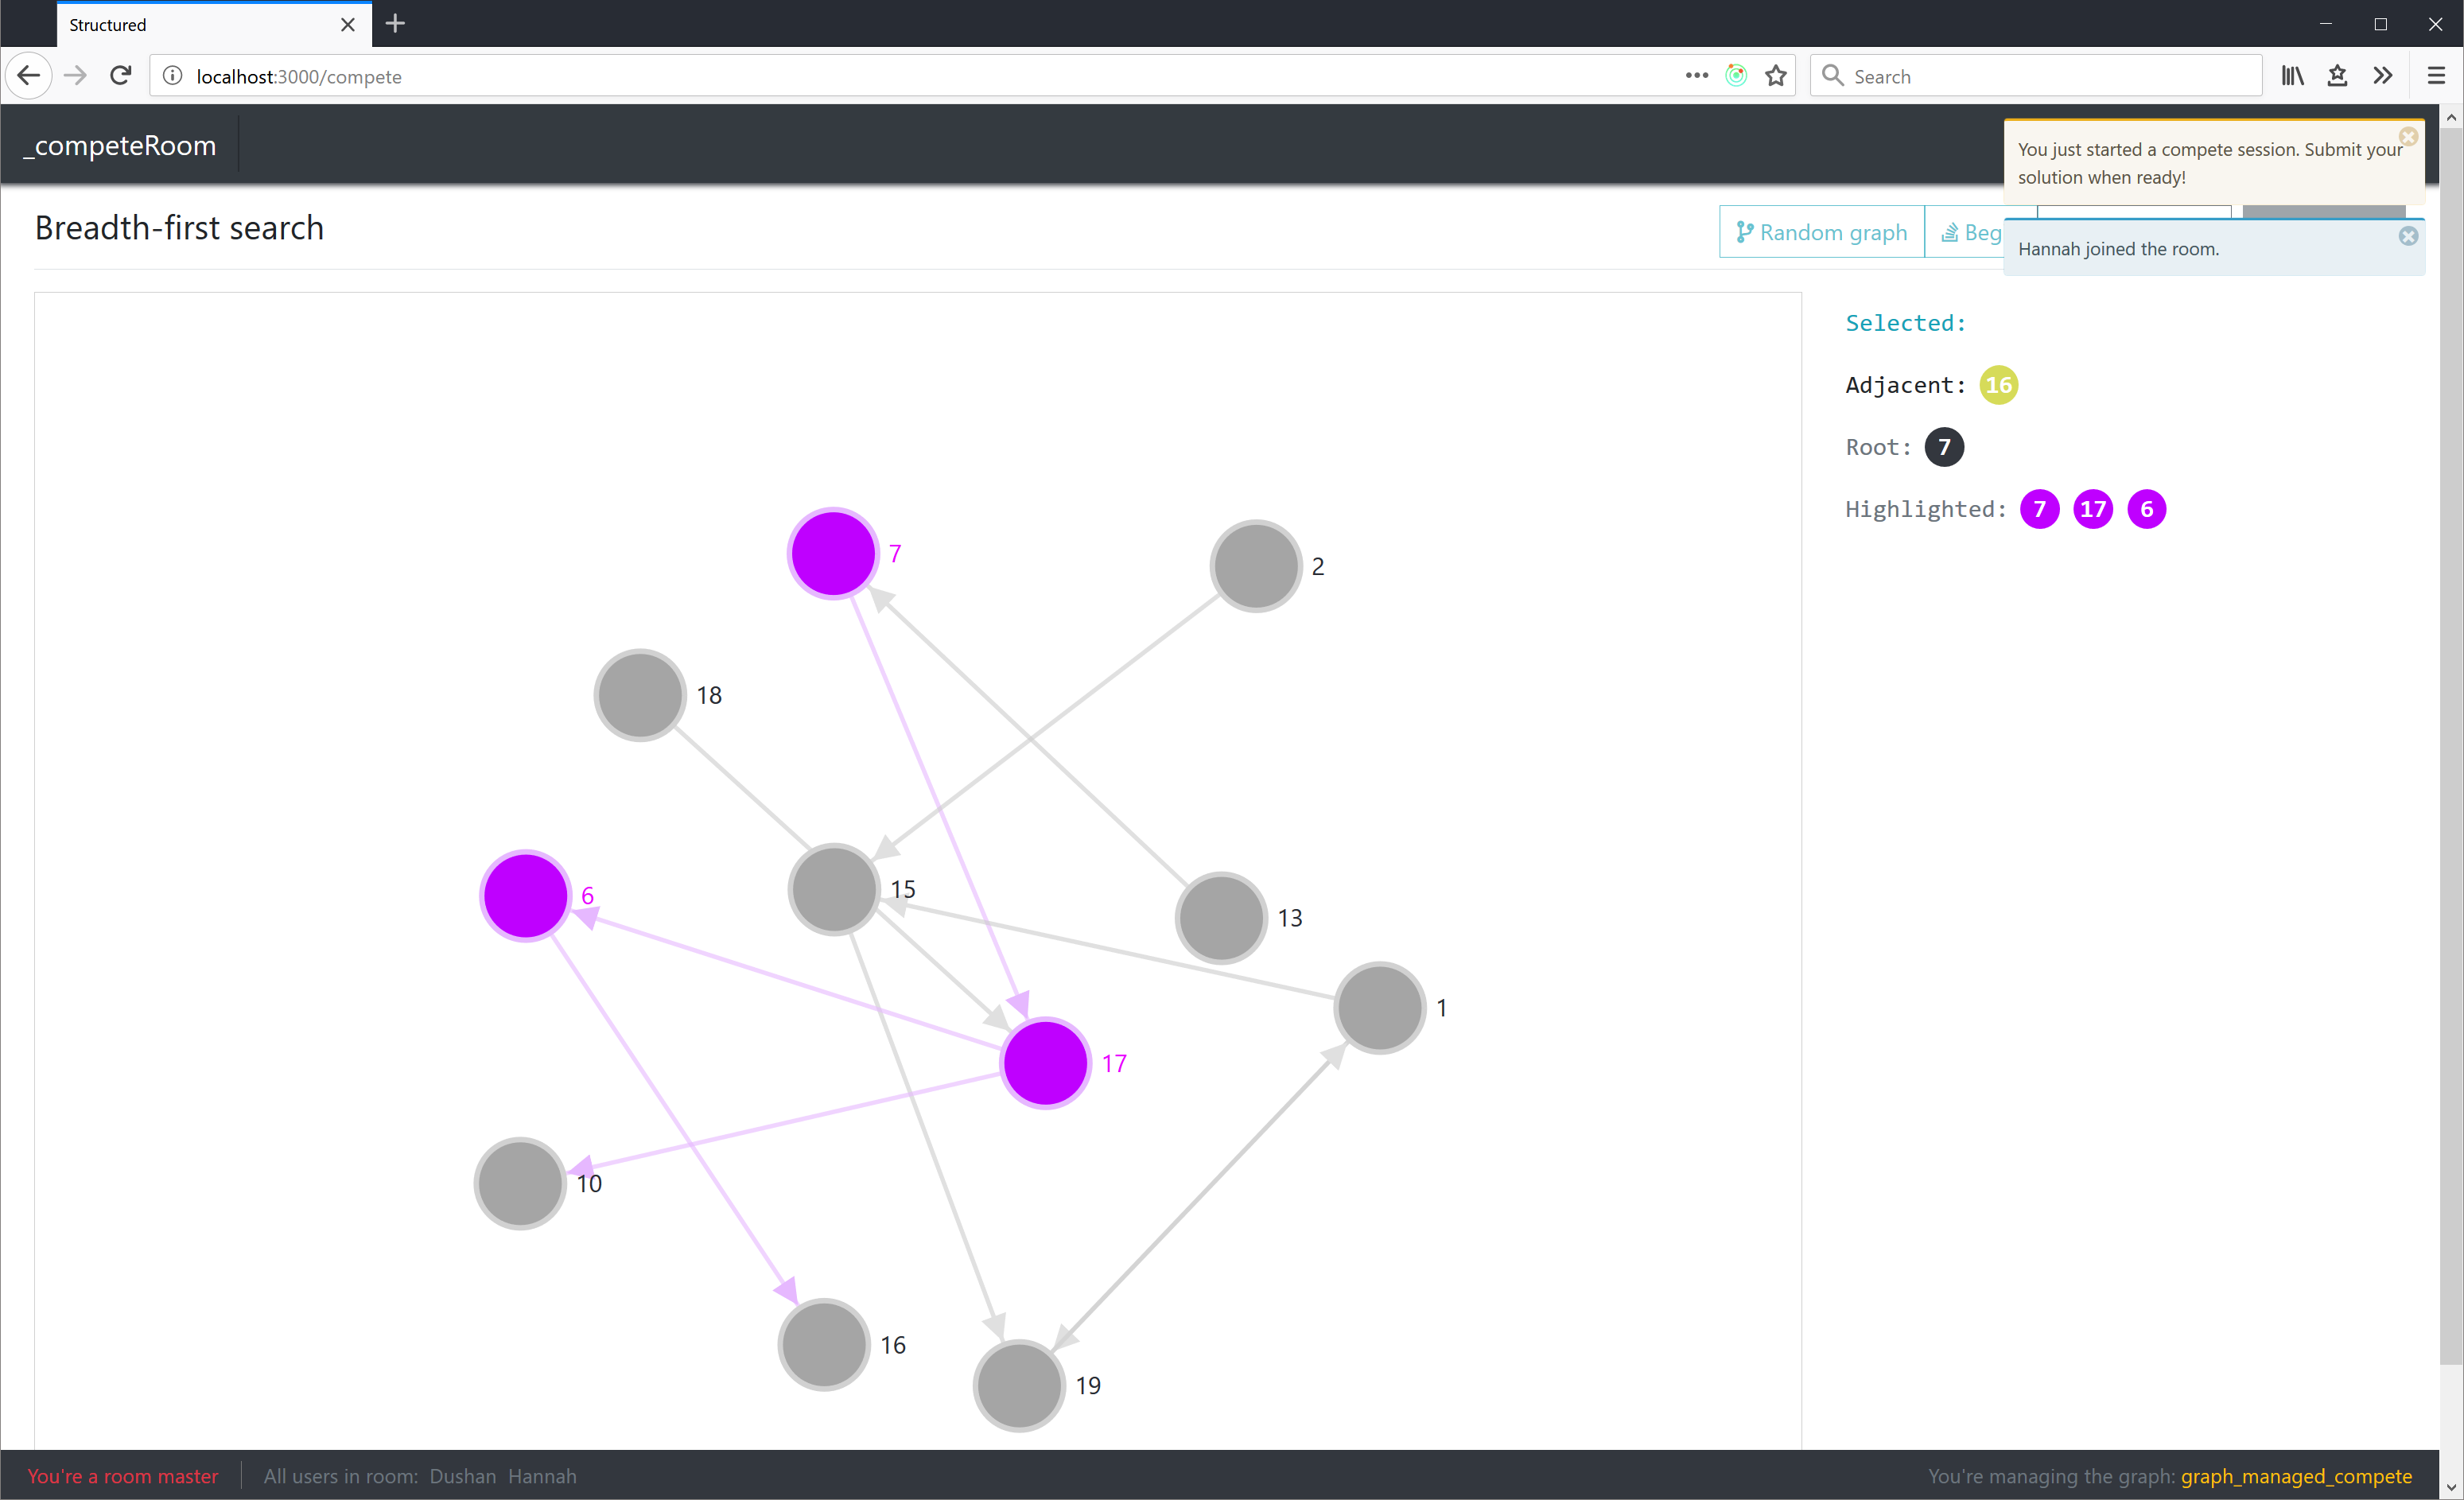 Structured
localhost:3000/compete
Search
_competeRoom
You just started a compete session. Submit your
solution when ready!
Breadth-first search
Random graph
Beg
Hannah joined the room.
Selected:
Adjacent: 16
Root: 7
Highlighted: 7 17 6
7
2
18
15
6
13
1
17
10
16
19
You're a room master
All users in room: Dushan Hannah
You're managing the graph: graph_managed_compete